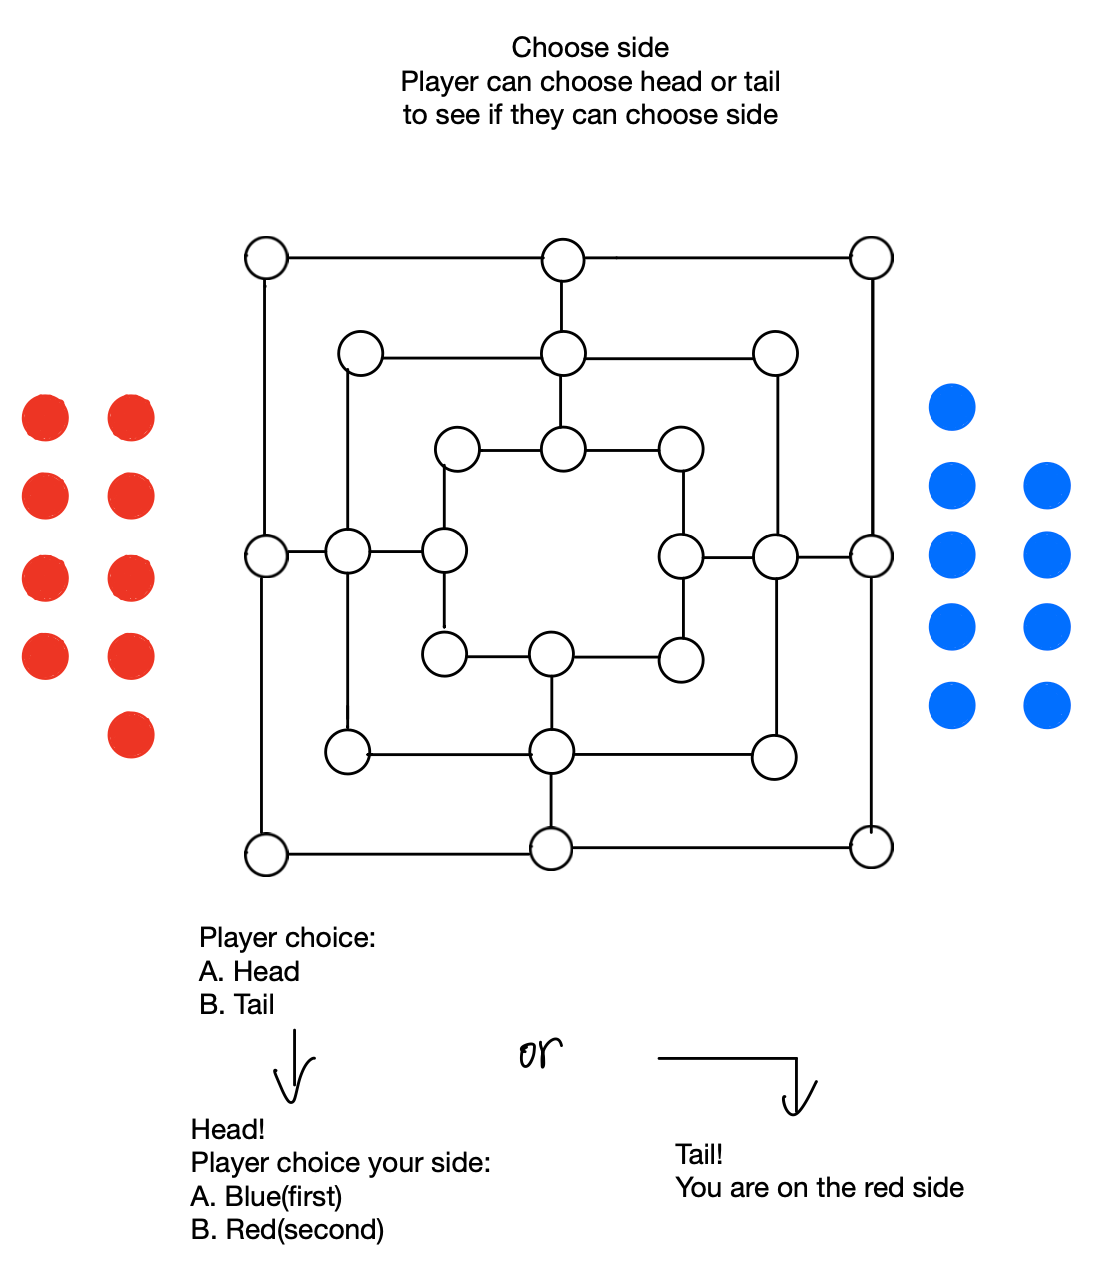 Choose side
Player can choose head or tail
to see if they can choose side
Player choice:
A. Head
B. Tail
or
Head!
Player choice your side:
A. Blue(first)
B. Red(second)
Tail!
You are on the red side